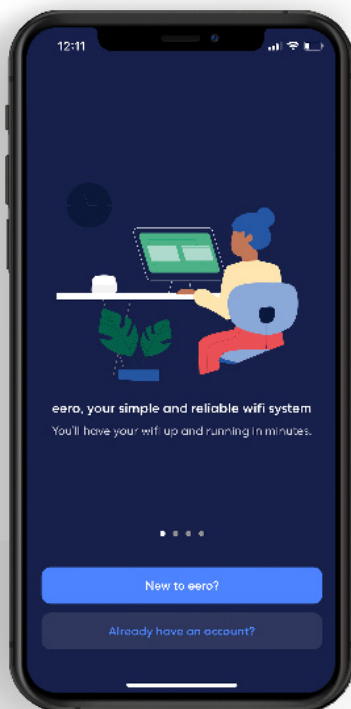 12:11
eero, your simple and reliable wifi system
You'll have your wifi up and running in minutes.
New to eero?
Already have an account?